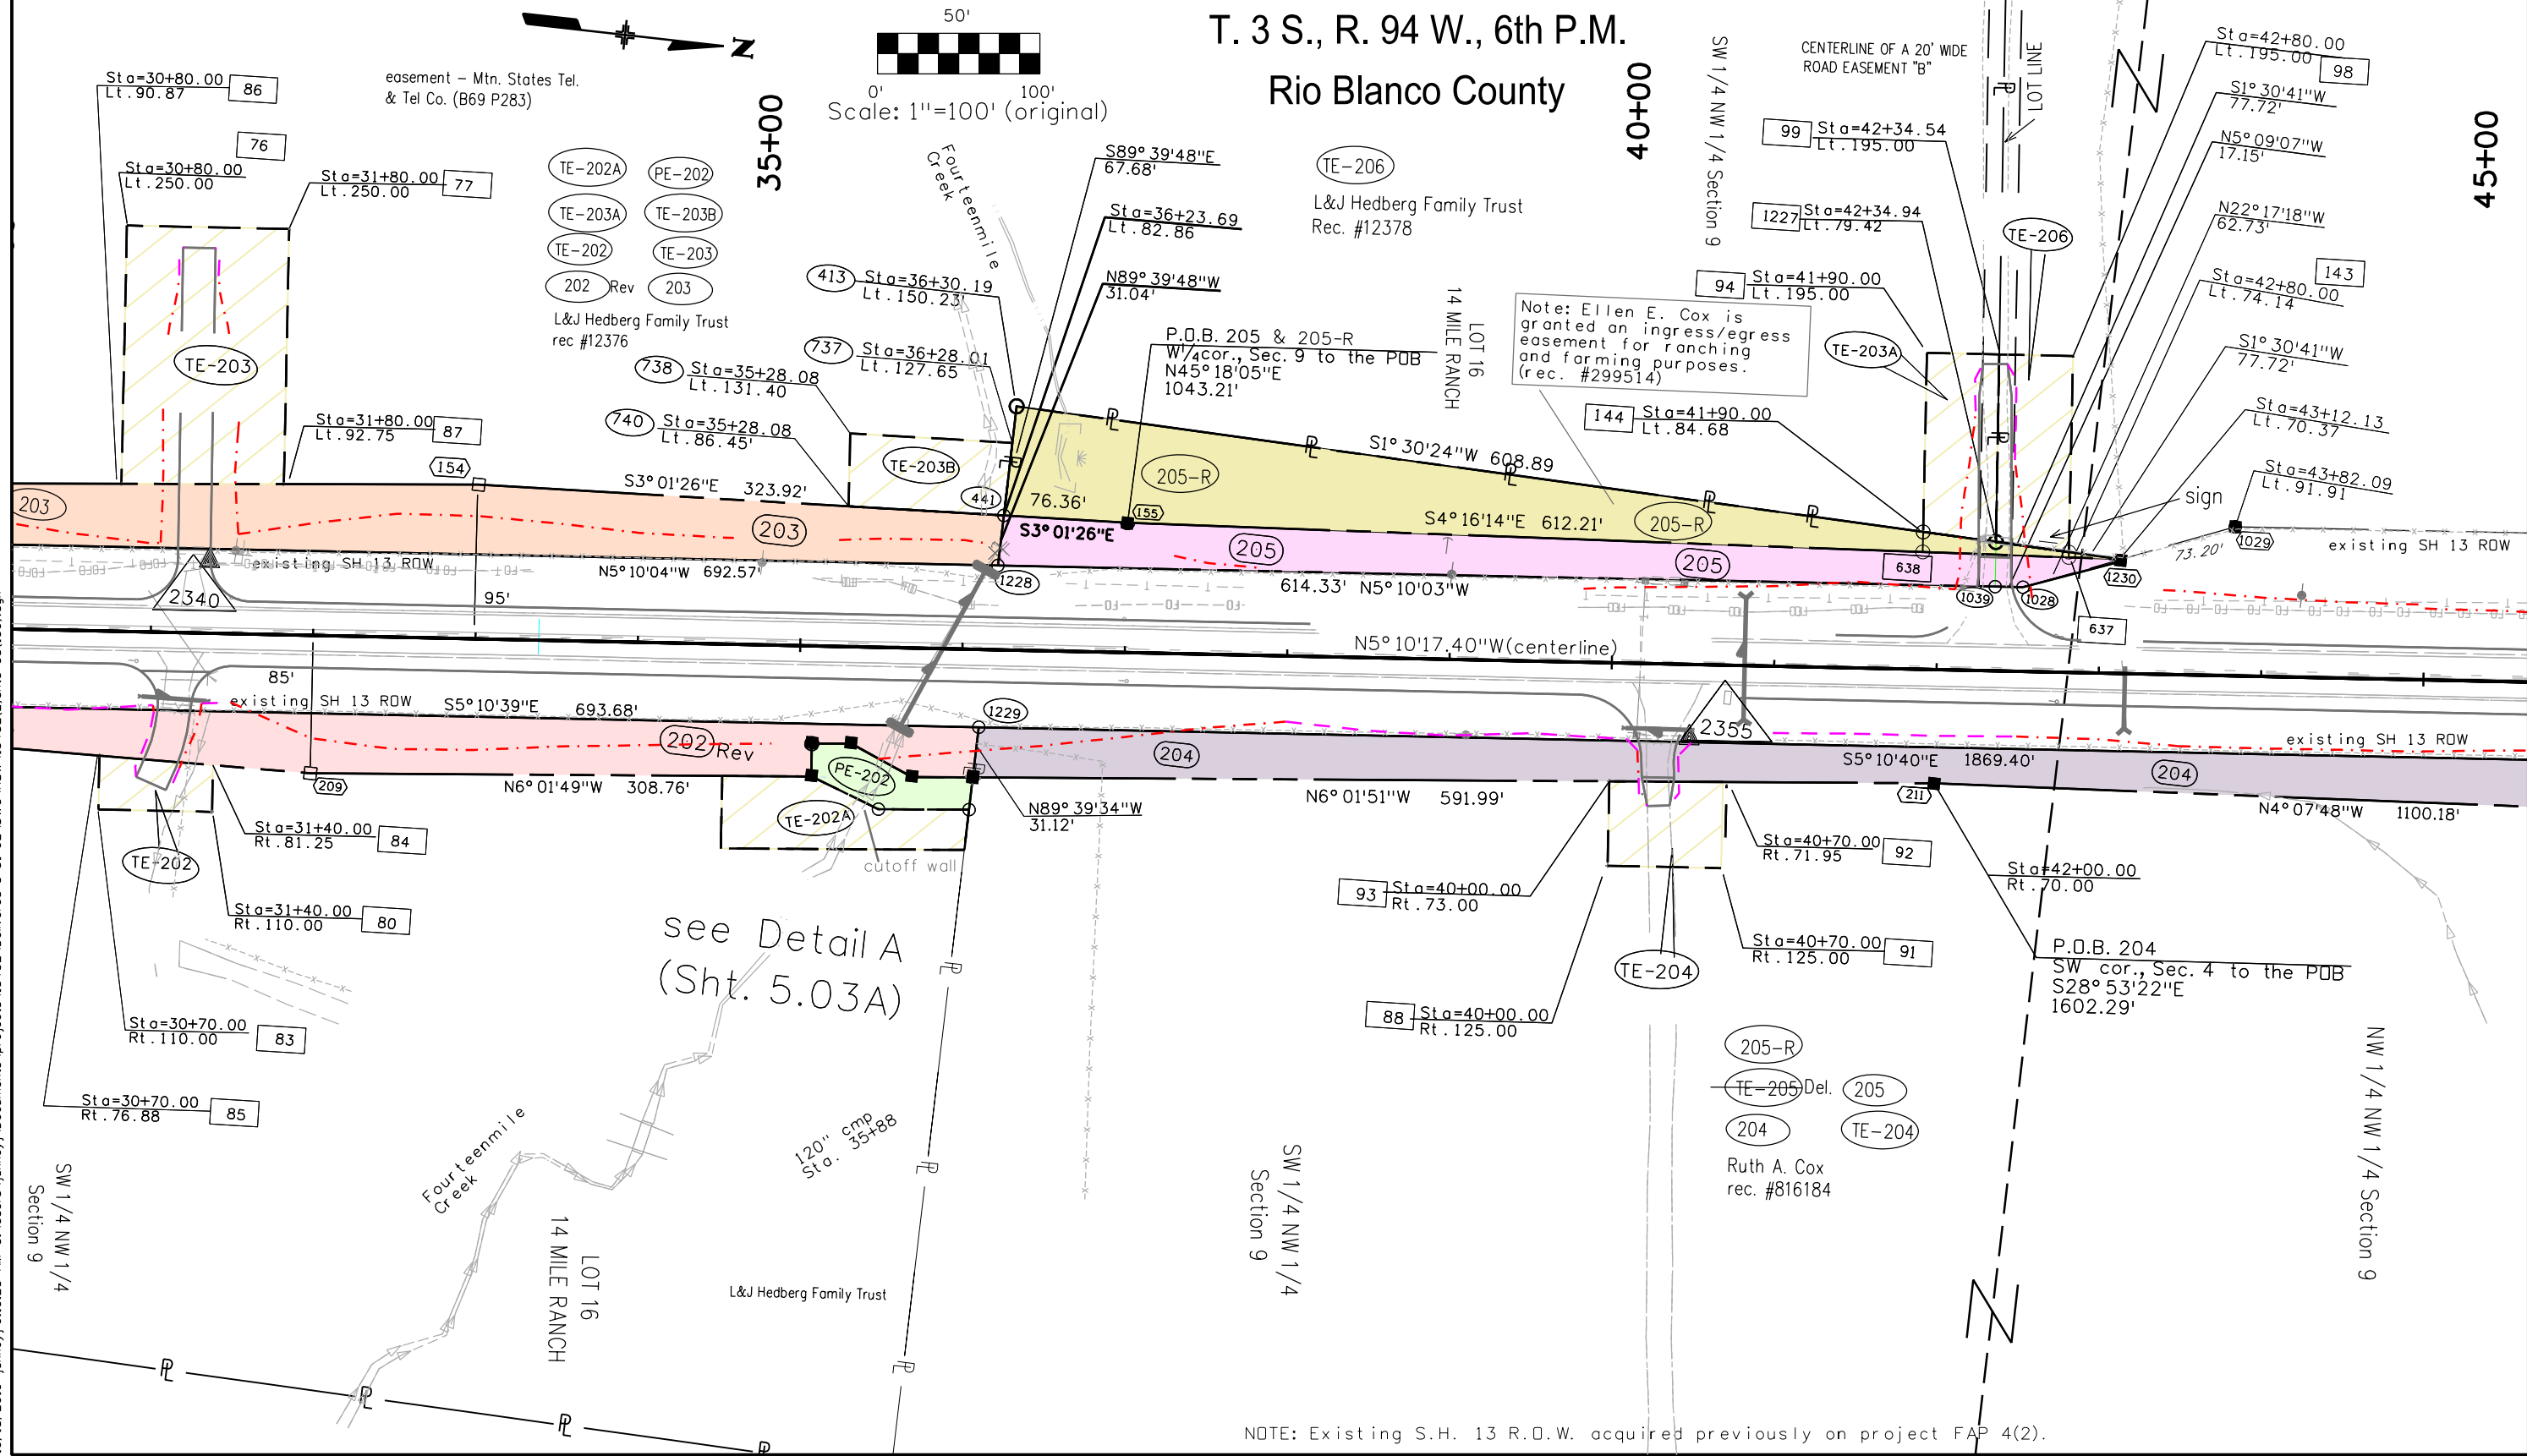 50'
0' 100'
Scale: 1"=100' (original)
N
T. 3 S., R. 94 W., 6th P.M.
Rio Blanco County
easement - Mtn. States Tel.
& Tel Co. (B69 P283)
35+00
40+00
45+00
Sta=30+80.00
Lt.90.87
86
76
Sta=30+80.00
Lt.250.00
Sta=31+80.00
Lt.250.00
77
TE-202A PE-202
TE-203A TE-203B
TE-202 TE-203
202 Rev 203
L&J Hedberg Family Trust
rec #12376
Fourteenmile
Creek
S89°39'48"E
67.68'
Sta=36+23.69
Lt.82.86
N89°39'48"W
31.04'
TE-206
L&J Hedberg Family Trust
Rec. #12378
413
Sta=36+30.19
Lt.150.23'
737
Sta=36+28.01
Lt.127.65
738
Sta=35+28.08
Lt.131.40
740
Sta=35+28.08
Lt.86.45'
P.O.B. 205 & 205-R
W1/4cor., Sec. 9 to the POB
N45°18'05"E
1043.21'
LOT 16
14 MILE RANCH
Note: Ellen E. Cox is
granted an ingress/egress
easement for ranching
and farming purposes.
(rec. #299514)
SW 1/4 NW 1/4 Section 9
CENTERLINE OF A 20' WIDE
ROAD EASEMENT "B"
LOT LINE
PL
99
Sta=42+34.54
Lt.195.00
1227
Sta=42+34.94
Lt.79.42
94
Sta=41+90.00
Lt.195.00
144
Sta=41+90.00
Lt.84.68
TE-203A
TE-206
Sta=42+80.00
Lt.195.00
98
S1°30'41"W
77.72'
N5°09'07"W
17.15'
N22°17'18"W
62.73'
143
Sta=42+80.00
Lt.74.14
S1°30'41"W
77.72'
Sta=43+12.13
Lt.70.37
Sta=43+82.09
Lt.91.91
sign
1029
73.20'
existing SH 13 ROW
1230
637
638
1039
1028
TE-203
Sta=31+80.00
Lt.92.75
87
154
203
S3°01'26"E 323.92'
203
TE-203B
441
76.36'
155
S3°01'26"E
205-R
S1°30'24"W 608.89
S4°16'14"E 612.21'
205-R
205
205
existing SH 13 ROW
N5°10'04"W 692.57'
1228
614.33' N5°10'03"W
2340
95'
N5°10'17.40"W(centerline)
85'
existing SH 13 ROW
S5°10'39"E 693.68'
1229
202 Rev
204
2355
existing SH 13 ROW
S5°10'40" E 1869.40'
204
PE-202
209
N6°01'49"W 308.76'
TE-202A
cutoff wall
N89°39'34"W
31.12'
N6°01'51"W 591.99'
211
N4°07'48"W 1100.18'
Sta=31+40.00
Rt.81.25
84
TE-202
Sta=31+40.00
Rt.110.00
80
Sta=30+70.00
Rt.110.00
83
Sta=30+70.00
Rt.76.88
85
see Detail A
(Sht. 5.03A)
93
Sta=40+00.00
Rt.73.00
88
Sta=40+00.00
Rt.125.00
Sta=40+70.00
Rt.71.95
92
Sta=40+70.00
Rt.125.00
91
TE-204
Sta=42+00.00
Rt.70.00
P.O.B. 204
SW cor., Sec. 4 to the POB
S28°53'22"E
1602.29'
205-R
TE-205 Del. 205
204 TE-204
Ruth A. Cox
rec. #816184
120" cmp
Sta. 35+88
Fourteenmile
Creek
SW 1/4 NW 1/4
Section 9
LOT 16
14 MILE RANCH
L&J Hedberg Family Trust
SW 1/4 NW 1/4
Section 9
NW 1/4 NW 1/4 Section 9
NOTE: Existing S.H. 13 R.O.W. acquired previously on project FAP 4(2).